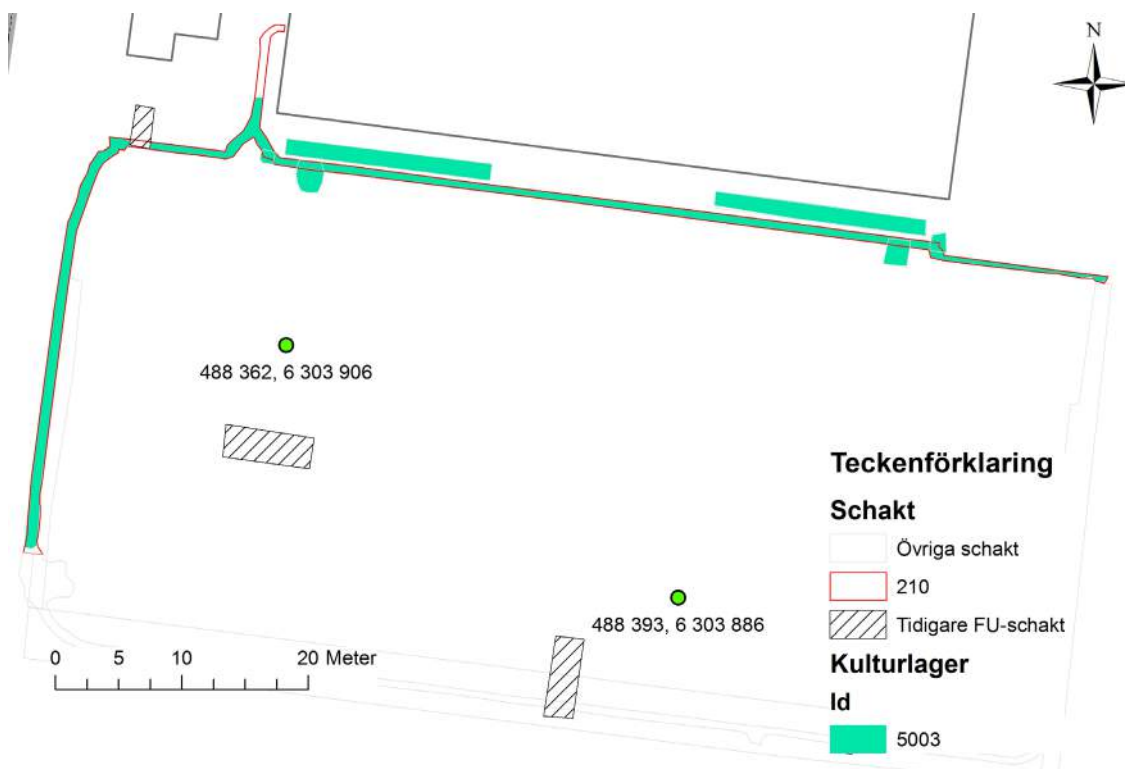 N
488 362, 6 303 906
488 393, 6 303 886
0 5 10 20 Meter
Teckenförklaring
Schakt
Övriga schakt
210
Tidigare FU-schakt
Kulturlager
Id
5003